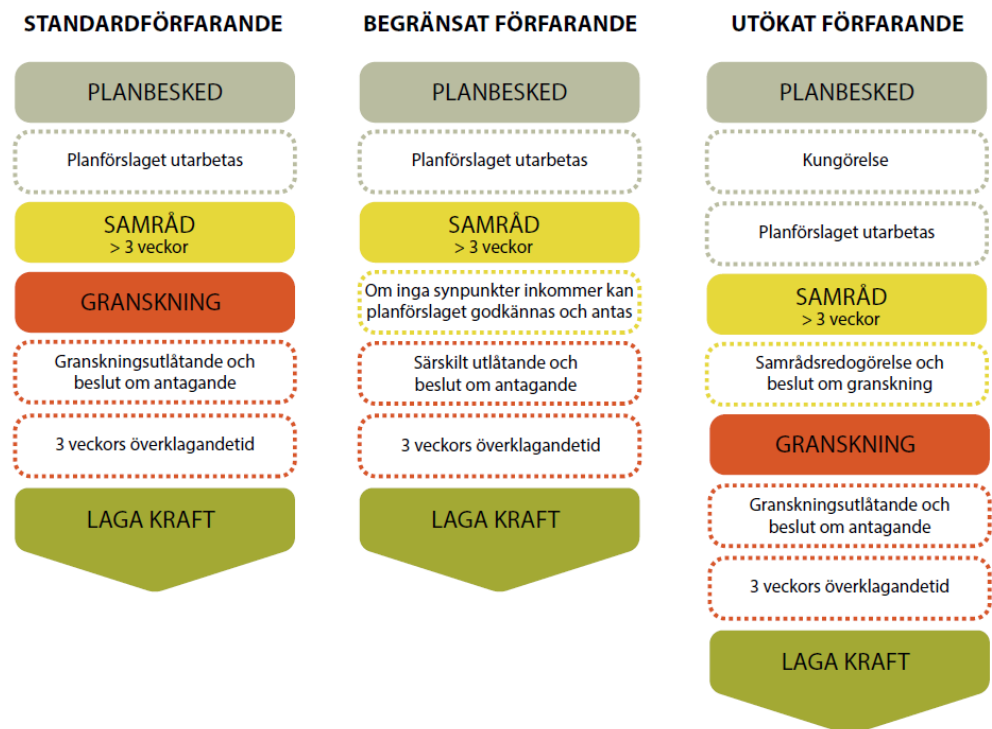 STANDARDFÖRFARANDE
PLANBESKED
Planförslaget utarbetas
SAMRÅD
> 3 veckor
GRANSKNING
Granskningsutlåtande och
beslut om antagande
3 veckors överklagandetid
LAGA KRAFT
BEGRÄNSAT FÖRFARANDE
PLANBESKED
Planförslaget utarbetas
SAMRÅD
> 3 veckor
Om inga synpunkter inkommer kan
planförslaget godkännas och antas
Särskilt utlåtande och
beslut om antagande
3 veckors överklagandetid
LAGA KRAFT
UTÖKAT FÖRFARANDE
PLANBESKED
Kungörelse
Planförslaget utarbetas
SAMRÅD
> 3 veckor
Samrådsredogörelse och
beslut om granskning
GRANSKNING
Granskningsutlåtande och
beslut om antagande
3 veckors överklagandetid
LAGA KRAFT